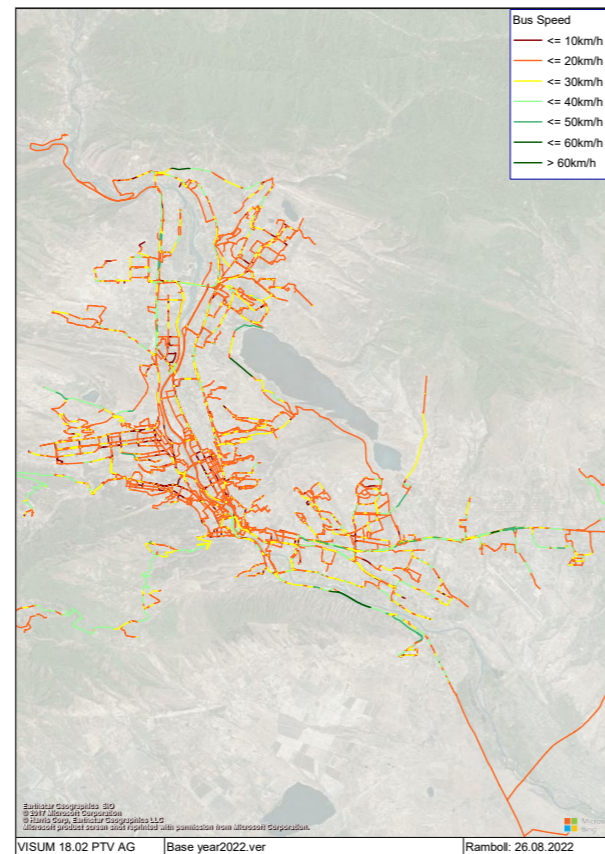 Bus Speed
<= 10km/h
<= 20km/h
<= 30km/h
<= 40km/h
<= 50km/h
<= 60km/h
> 60km/h
Earthstar Geographics SIO
© 2017 Microsoft Corporation
© Harris Corp, Earthstar Geographics LLC
Microsoft product screen shot reprinted with permission from Microsoft Corporation.
Microsoft
Bing
VISUM 18.02 PTV AG Base year2022.ver Ramboll: 26.08.2022